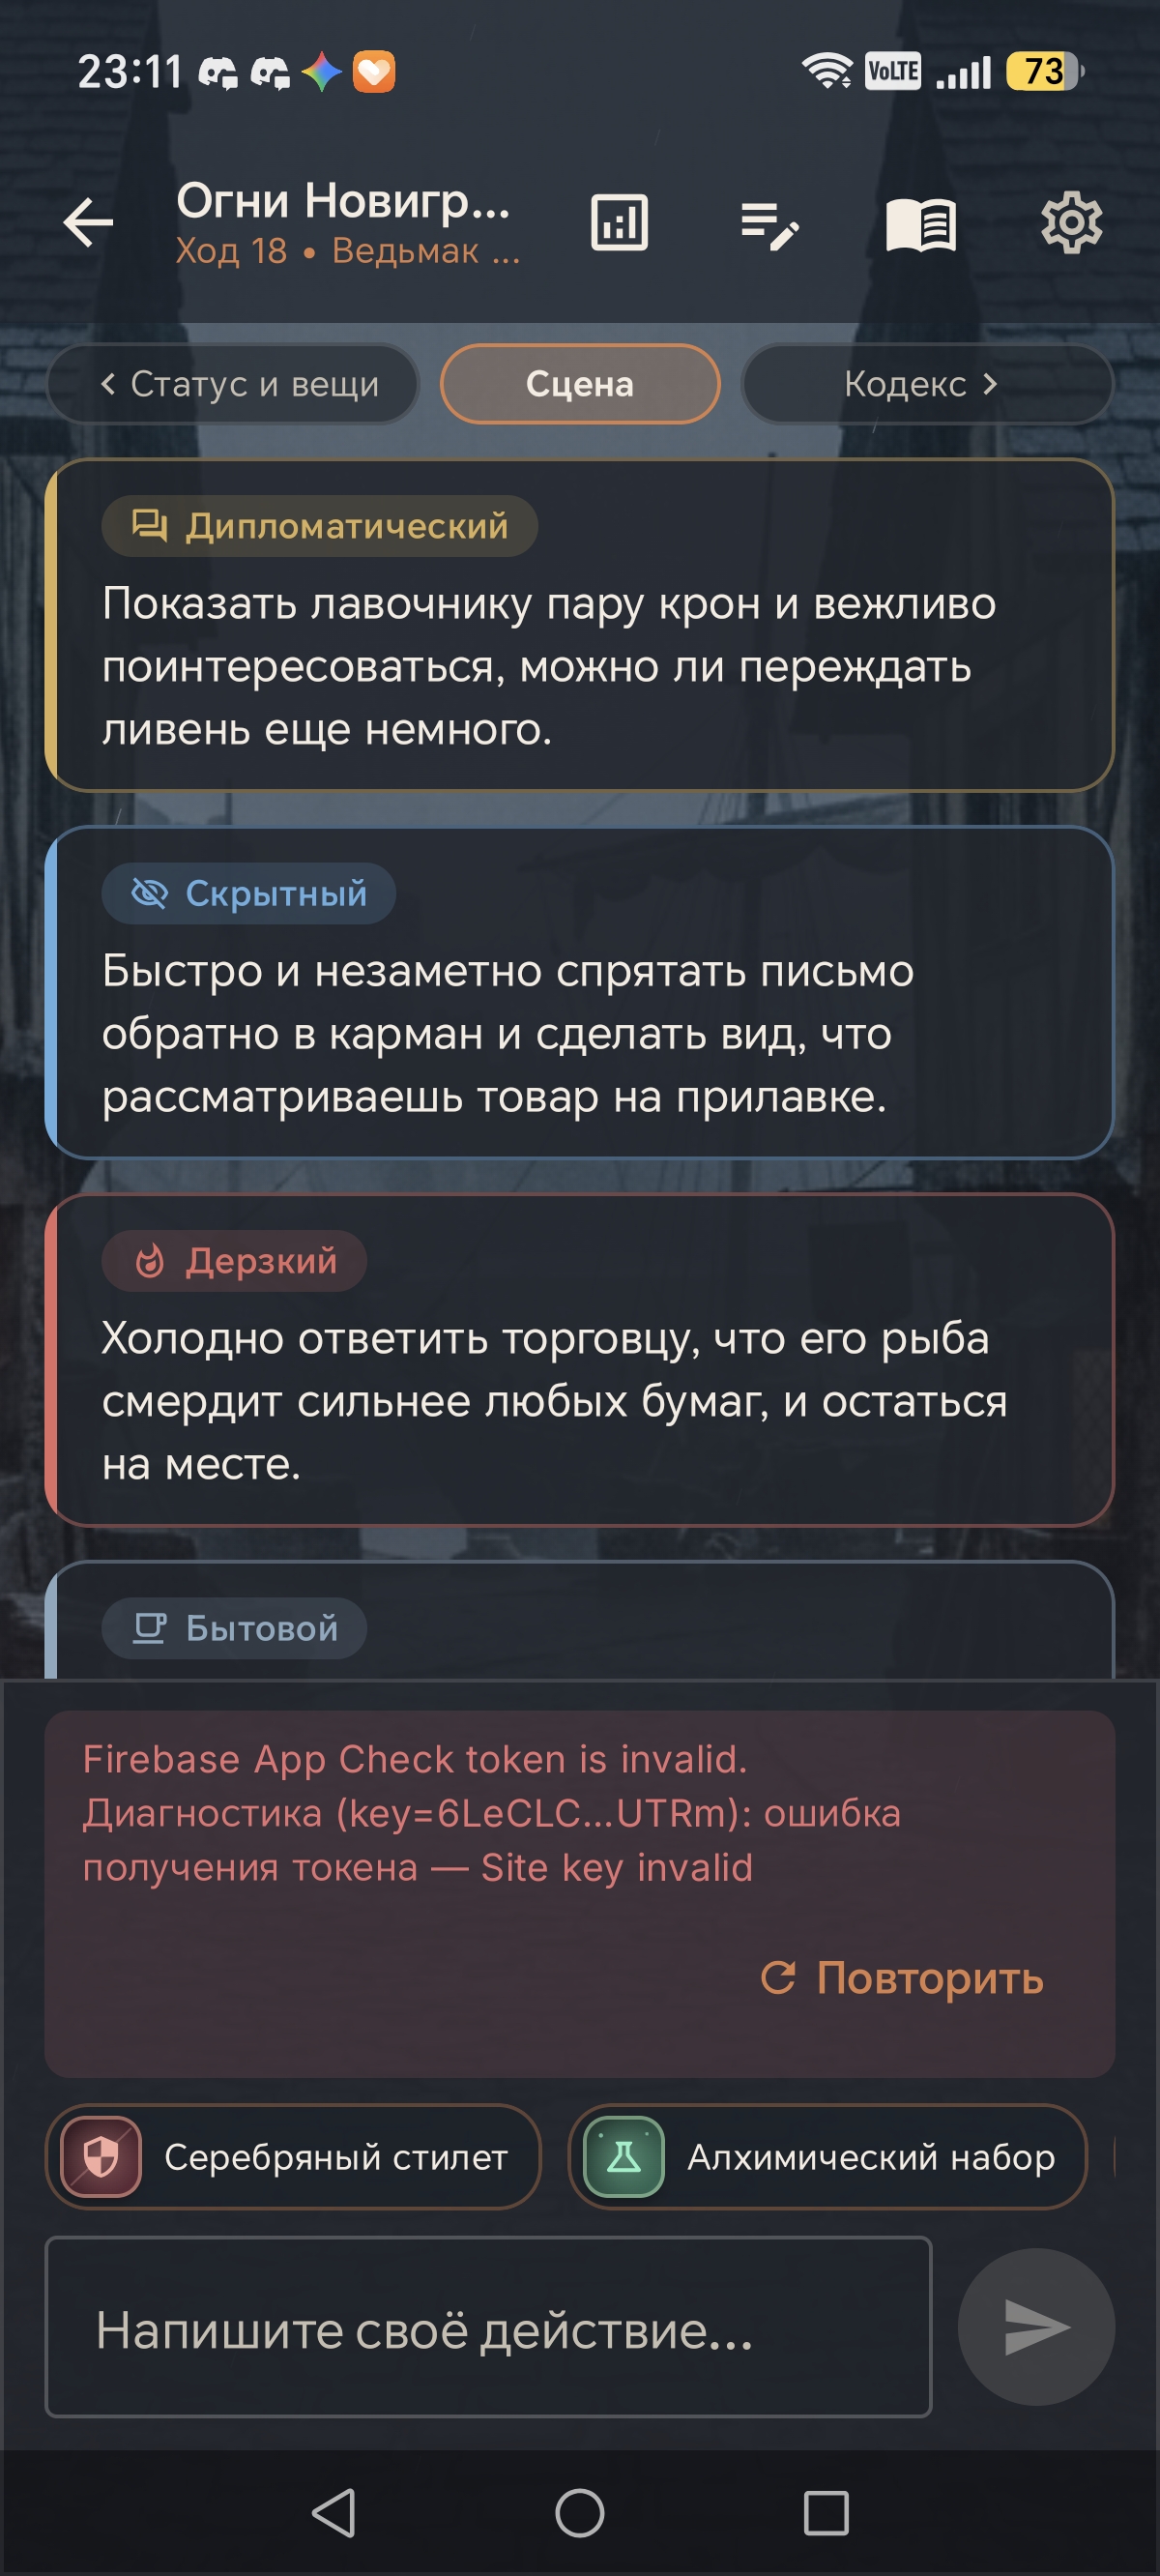 23:11
VoLTE
73
Огни Новигр...
Ход 18 • Ведьмак ...
Статус и вещи
Сцена
Кодекс
Дипломатический
Показать лавочнику пару крон и вежливо
поинтересоваться, можно ли переждать
ливень еще немного.
Скрытный
Быстро и незаметно спрятать письмо
обратно в карман и сделать вид, что
рассматриваешь товар на прилавке.
Дерзкий
Холодно ответить торговцу, что его рыба
смердит сильнее любых бумаг, и остаться
на месте.
Бытовой
Firebase App Check token is invalid.
Диагностика (key=6LeCLC...UTRm): ошибка
получения токена — Site key invalid
Повторить
Серебряный стилет
Алхимический набор
Напишите своё действие...